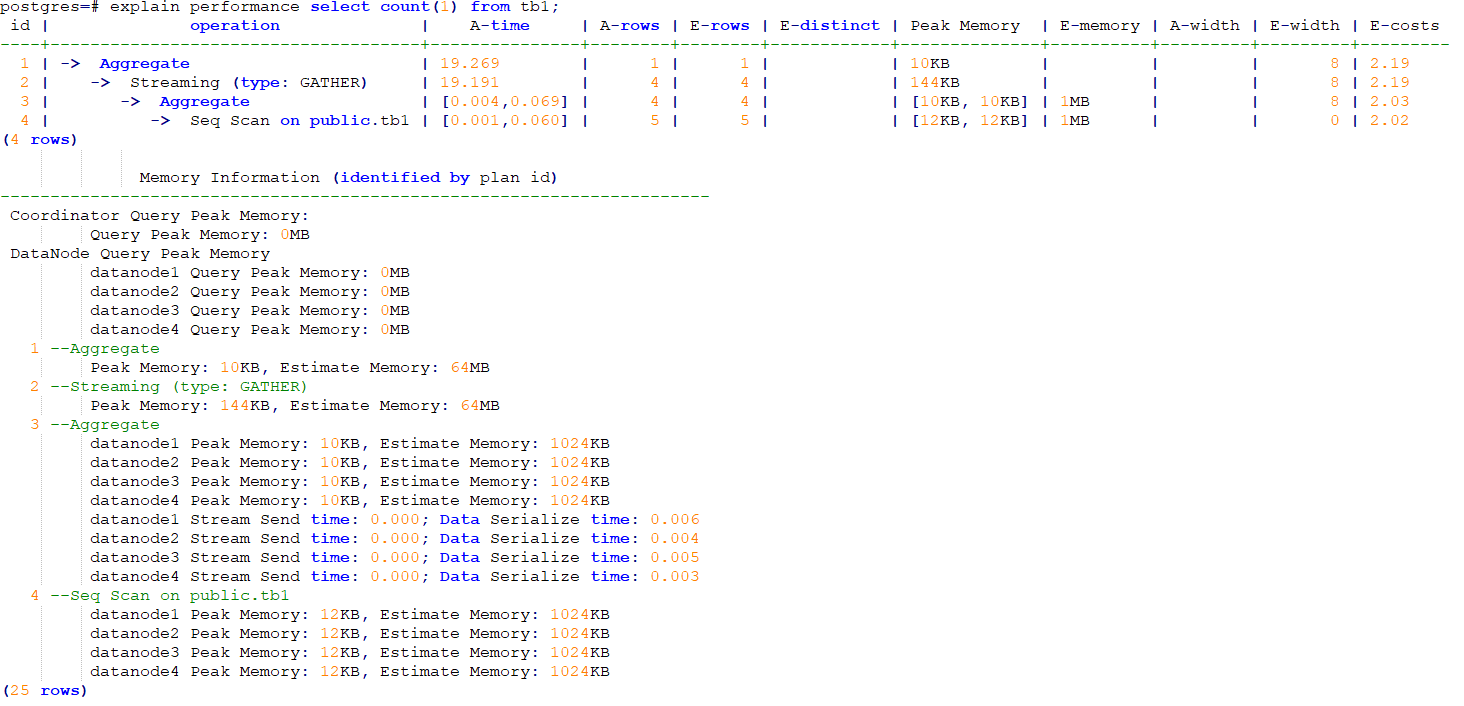 postgres=# explain performance select count(1) from tb1;
 id |              operation               |    A-time     | A-rows | E-rows | E-distinct | Peak Memory  | E-memory | A-width | E-width | E-costs
----+--------------------------------------+---------------+--------+--------+------------+--------------+----------+---------+---------+---------
  1 | ->  Aggregate                        | 19.269        |      1 |      1 |            | 10KB         |          |         |       8 | 2.19
  2 |    ->  Streaming (type: GATHER)      | 19.191        |      4 |      4 |            | 144KB        |          |         |       8 | 2.19
  3 |       ->  Aggregate                  | [0.004,0.069] |      4 |      4 |            | [10KB, 10KB] | 1MB      |         |       8 | 2.03
  4 |          ->  Seq Scan on public.tb1  | [0.001,0.060] |      5 |      5 |            | [12KB, 12KB] | 1MB      |         |       0 | 2.02
(4 rows)
Memory Information (identified by plan id)
-----------------------------------------------------------------------
 Coordinator Query Peak Memory:
         Query Peak Memory: 0MB
 DataNode Query Peak Memory
         datanode1 Query Peak Memory: 0MB
         datanode2 Query Peak Memory: 0MB
         datanode3 Query Peak Memory: 0MB
         datanode4 Query Peak Memory: 0MB
   1 --Aggregate
         Peak Memory: 10KB, Estimate Memory: 64MB
   2 --Streaming (type: GATHER)
         Peak Memory: 144KB, Estimate Memory: 64MB
   3 --Aggregate
         datanode1 Peak Memory: 10KB, Estimate Memory: 1024KB
         datanode2 Peak Memory: 10KB, Estimate Memory: 1024KB
         datanode3 Peak Memory: 10KB, Estimate Memory: 1024KB
         datanode4 Peak Memory: 10KB, Estimate Memory: 1024KB
         datanode1 Stream Send time: 0.000; Data Serialize time: 0.006
         datanode2 Stream Send time: 0.000; Data Serialize time: 0.004
         datanode3 Stream Send time: 0.000; Data Serialize time: 0.005
         datanode4 Stream Send time: 0.000; Data Serialize time: 0.003
   4 --Seq Scan on public.tb1
         datanode1 Peak Memory: 12KB, Estimate Memory: 1024KB
         datanode2 Peak Memory: 12KB, Estimate Memory: 1024KB
         datanode3 Peak Memory: 12KB, Estimate Memory: 1024KB
         datanode4 Peak Memory: 12KB, Estimate Memory: 1024KB
(25 rows)